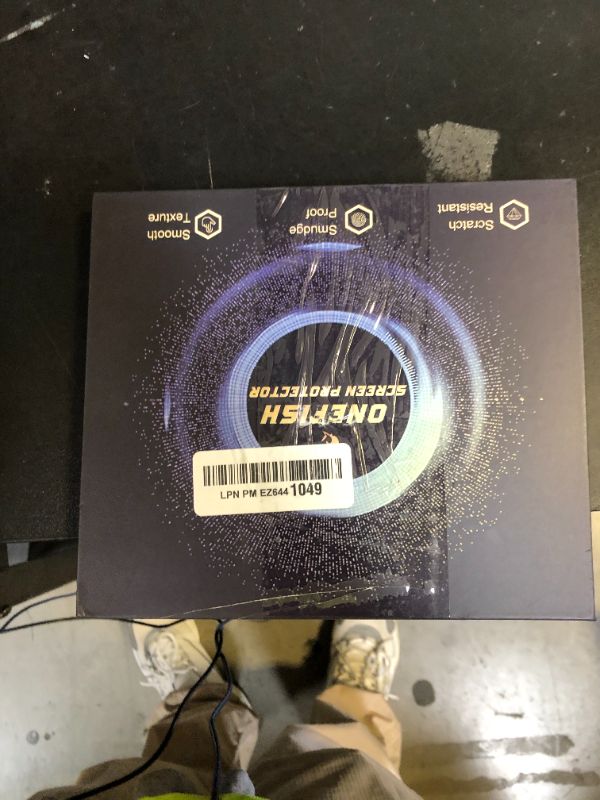 Scratch
Resistant
Smudge
Proof
Smooth
Texture
ONEFISH
SCREEN PROTECTOR
LPN PM EZ644 1049